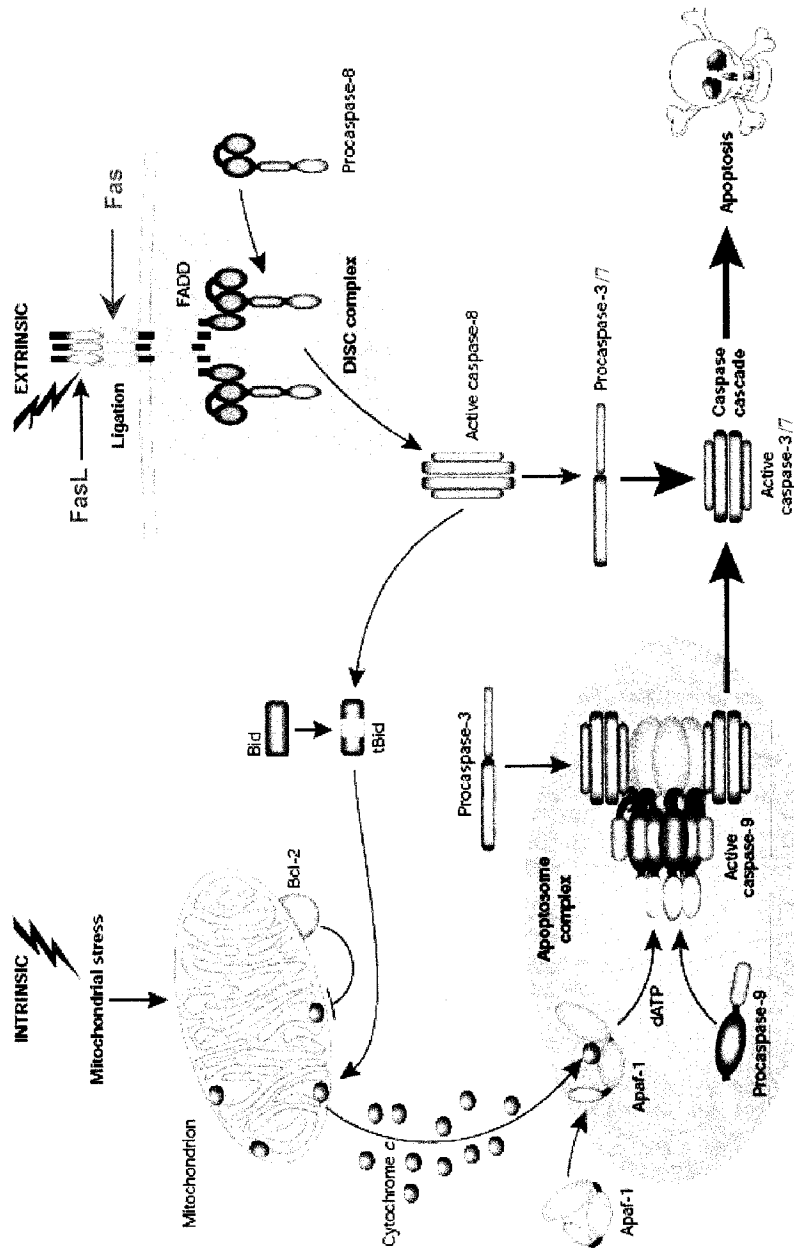 INTRINSIC
Mitochondrial stress
Mitochondrion
Bcl-2
Cytochrome c
Bid
tBid
EXTRINSIC
FasL
Fas
Ligation
FADD
DISC complex
Procaspase-8
Active caspase-8
Procaspase-3/7
Procaspase-3
Apoptosome
complex
Apaf-1
Apaf-1
dATP
Procaspase-9
Active
caspase-9
Active
caspase-3/7
Caspase
cascade
Apoptosis